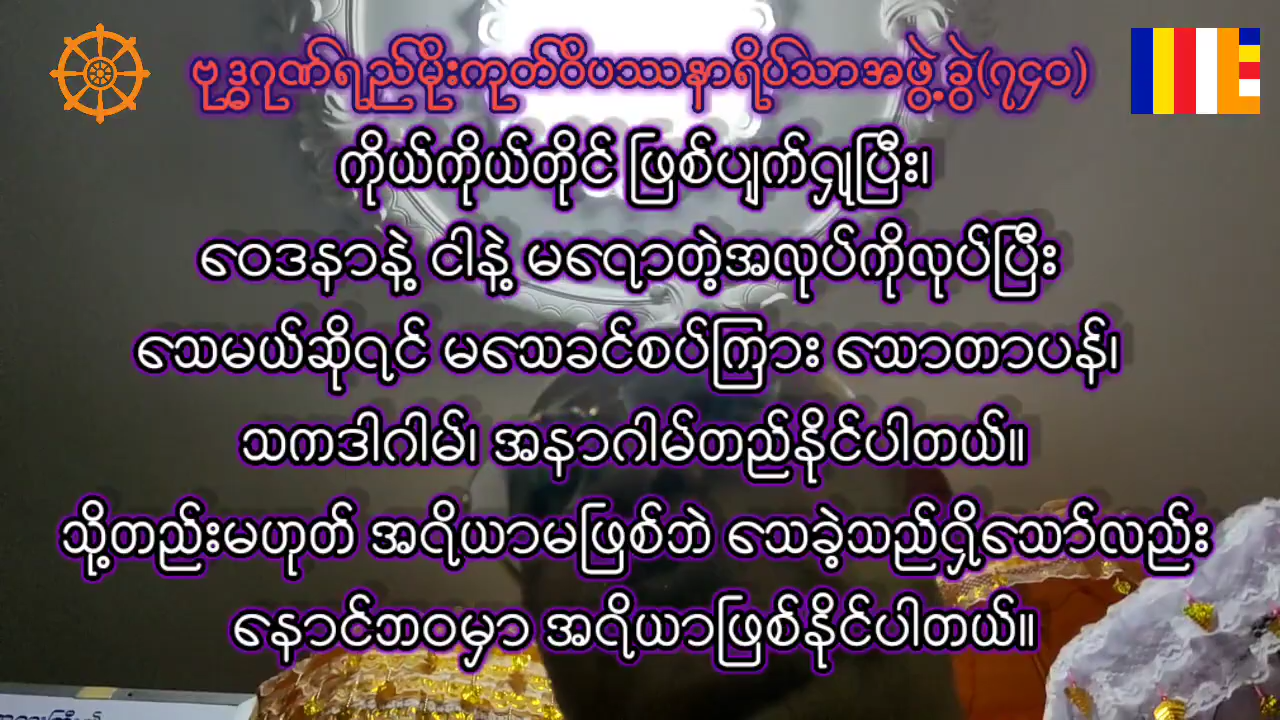 ဗုဒ္ဓဂုဏ်ရည်မိုးကုတ်ဝိပဿနာရိပ်သာအဖွဲ့ခွဲ(၇၄၀)
ကိုယ်ကိုယ်တိုင် ဖြစ်ပျက်ရှုပြီး၊
ဝေဒနာနဲ့ ငါနဲ့ မရောတဲ့အလုပ်ကိုလုပ်ပြီး
သေမယ်ဆိုရင် မသေခင်စပ်ကြား သောတာပန်၊
သကဒါဂါမ်၊ အနာဂါမ်တည်နိုင်ပါတယ်။
သို့တည်းမဟုတ် အရိယာမဖြစ်ဘဲ သေခဲ့သည်ရှိသော်လည်း
နောင်ဘဝမှာ အရိယာဖြစ်နိုင်ပါတယ်။